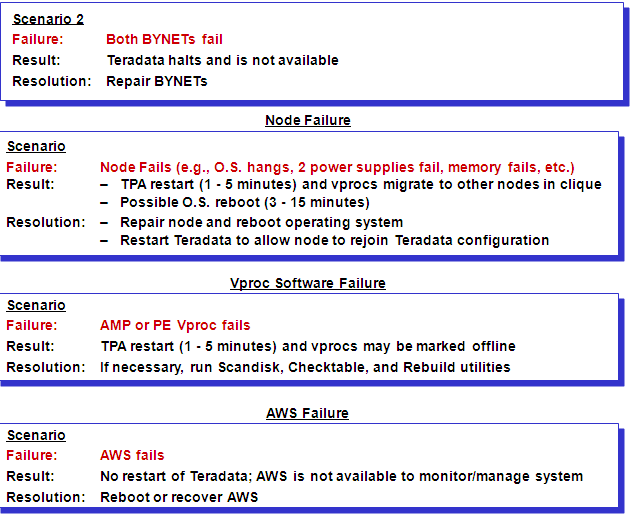 Scenario 2
Failure: Both BYNETs fail
Result: Teradata halts and is not available
Resolution: Repair BYNETs
Node Failure
Scenario
Failure: Node Fails (e.g., O.S. hangs, 2 power supplies fail, memory fails, etc.)
Result: – TPA restart (1 - 5 minutes) and vprocs migrate to other nodes in clique
– Possible O.S. reboot (3 - 15 minutes)
Resolution: – Repair node and reboot operating system
– Restart Teradata to allow node to rejoin Teradata configuration
Vproc Software Failure
Scenario
Failure: AMP or PE Vproc fails
Result: TPA restart (1 - 5 minutes) and vprocs may be marked offline
Resolution: If necessary, run Scandisk, Checktable, and Rebuild utilities
AWS Failure
Scenario
Failure: AWS fails
Result: No restart of Teradata; AWS is not available to monitor/manage system
Resolution: Reboot or recover AWS